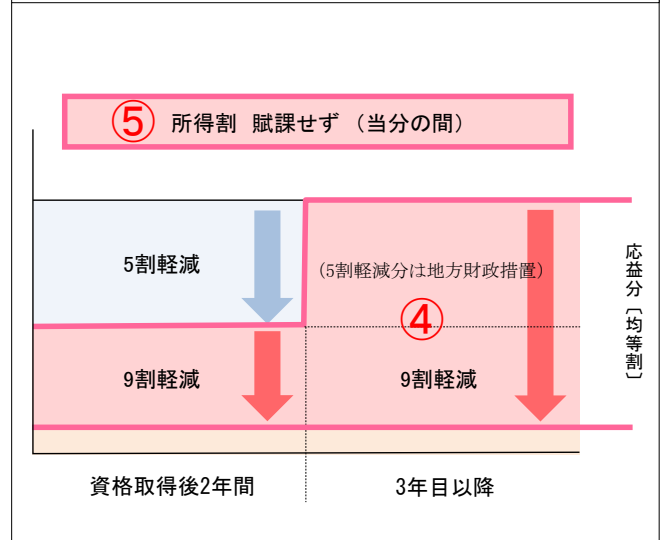 ⑤ 所得割 賦課せず (当分の間)
5割軽減
(5割軽減分は地方財政措置)
④
9割軽減
9割軽減
応益分〔均等割〕
資格取得後2年間
3年目以降